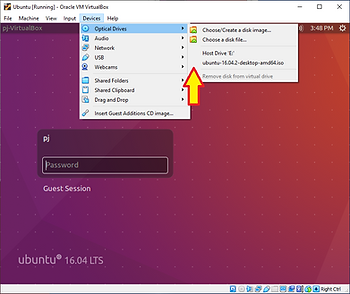 Ubuntu [Running] - Oracle VM VirtualBox
File Machine View Input Devices Help
pj-VirtualBox
3:48 PM
Optical Drives
Audio
Network
USB
Webcams
Shared Folders
Shared Clipboard
Drag and Drop
Insert Guest Additions CD image...
Choose/Create a disk image...
Choose a disk file...
Host Drive 'E:'
ubuntu-16.04.2-desktop-amd64.iso
Remove disk from virtual drive
pj
Password
Guest Session
ubuntu® 16.04 LTS
Right Ctrl